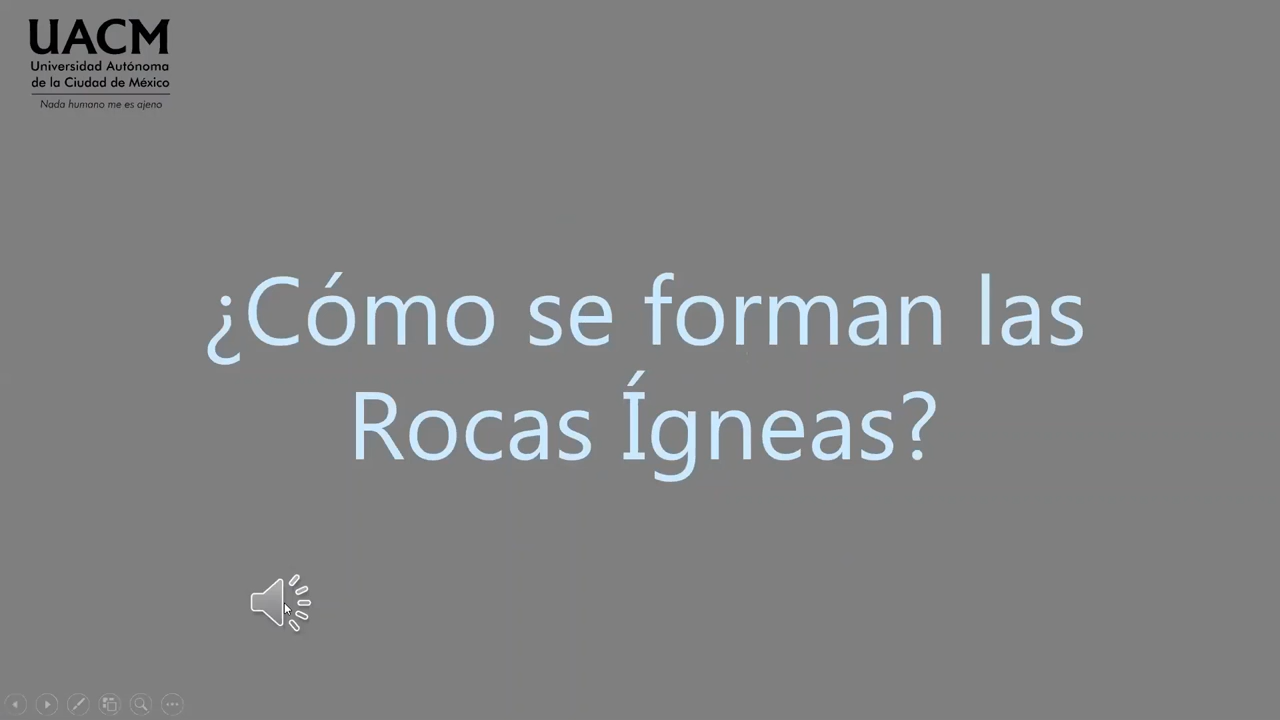 UACM
Universidad Autónoma
de la Ciudad de México
Nada humano me es ajeno
¿Cómo se forman las
Rocas Ígneas?